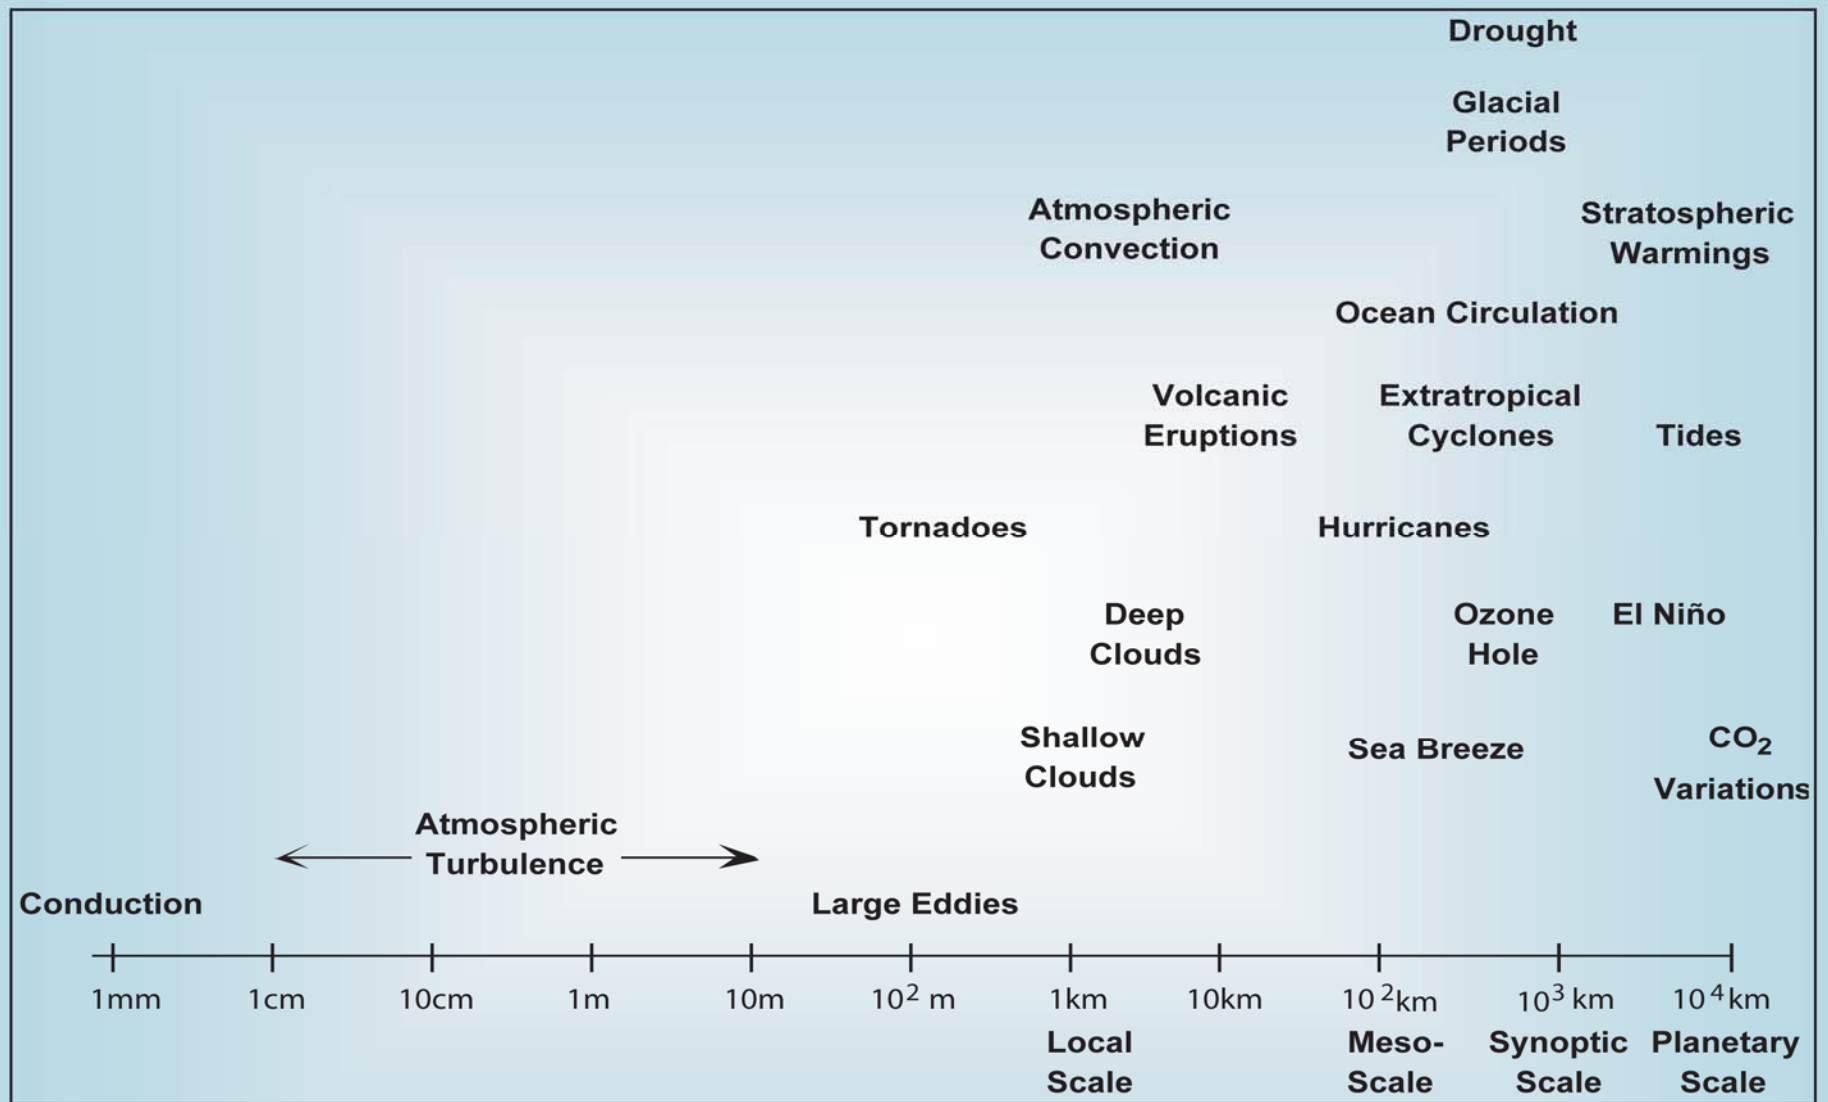 Drought
Glacial
Periods
Atmospheric
Convection
Stratospheric
Warmings
Ocean Circulation
Volcanic
Eruptions
Extratropical
Cyclones
Tides
Tornadoes
Hurricanes
Deep
Clouds
Ozone
Hole
El Niño
Shallow
Clouds
Sea Breeze
CO₂
Variations
Atmospheric
Turbulence
Conduction
Large Eddies
1mm 1cm 10cm 1m 10m 10² m 1km 10km 10²km 10³ km 10⁴km
Local
Scale
Meso-
Scale
Synoptic
Scale
Planetary
Scale